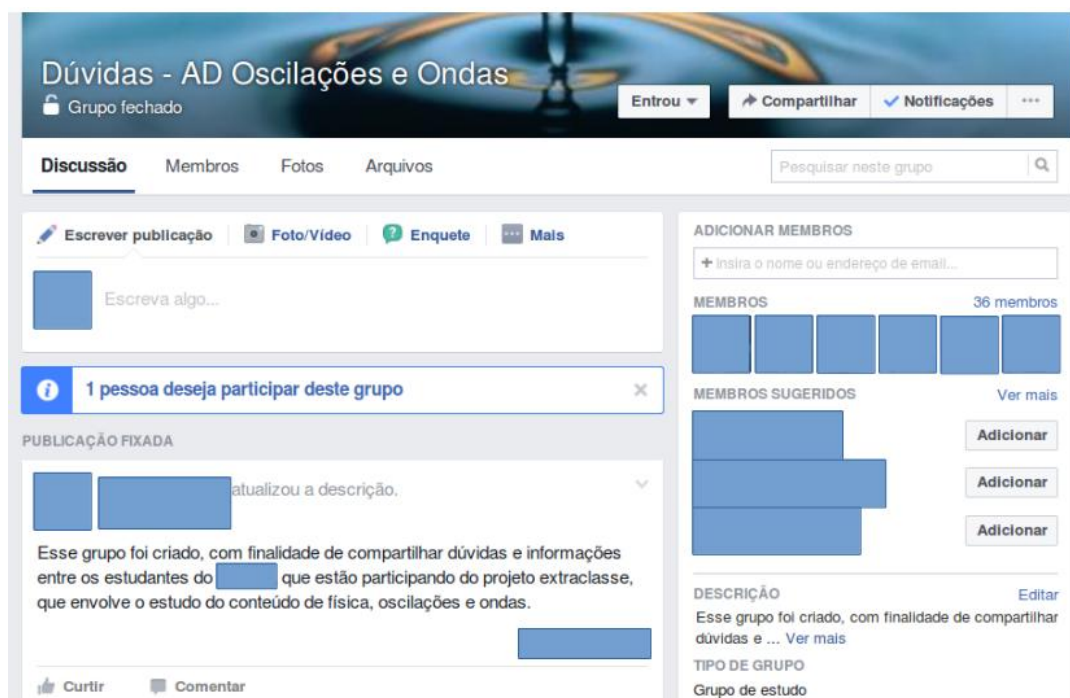 Dúvidas - AD Oscilações e Ondas
Grupo fechado
Entrou
Compartilhar
Notificações
Discussão Membros Fotos Arquivos
Pesquisar neste grupo
Escrever publicação Foto/Vídeo Enquete Mais
Escreva algo...
1 pessoa deseja participar deste grupo
PUBLICAÇÃO FIXADA
atualizou a descrição.
Esse grupo foi criado, com finalidade de compartilhar dúvidas e informações
entre os estudantes do que estão participando do projeto extraclasse,
que envolve o estudo do conteúdo de física, oscilações e ondas.
Curtir Comentar
ADICIONAR MEMBROS
+ Insira o nome ou endereço de email...
MEMBROS 36 membros
MEMBROS SUGERIDOS Ver mais
Adicionar
Adicionar
Adicionar
DESCRIÇÃO Editar
Esse grupo foi criado, com finalidade de compartilhar
dúvidas e ... Ver mais
TIPO DE GRUPO
Grupo de estudo